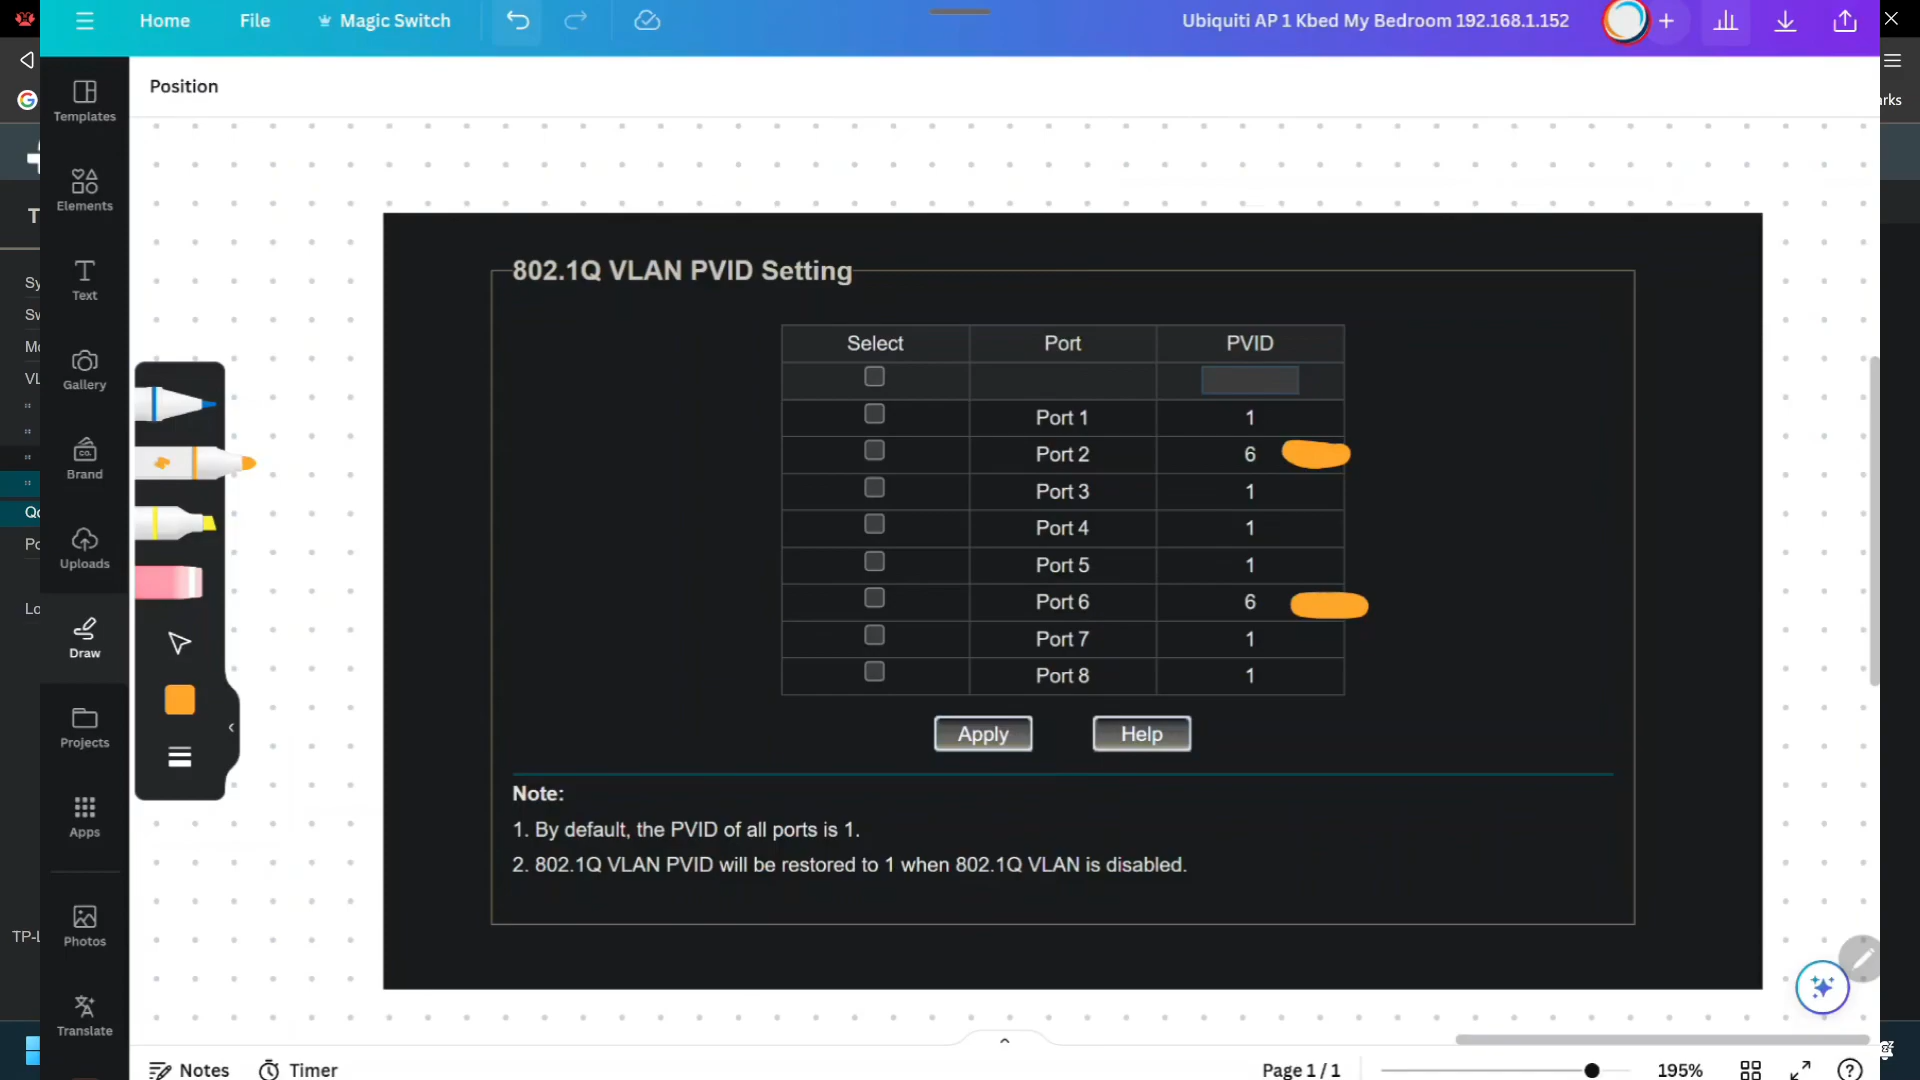 Home File Magic Switch Ubiquiti AP 1 Kbed My Bedroom 192.168.1.152
Position
Templates
Elements
Text
Gallery
Brand
Uploads
Draw
Projects
Apps
Photos
Translate
802.1Q VLAN PVID Setting
Select Port PVID
Port 1 1
Port 2 6
Port 3 1
Port 4 1
Port 5 1
Port 6 6
Port 7 1
Port 8 1
Apply Help
Note:
1. By default, the PVID of all ports is 1.
2. 802.1Q VLAN PVID will be restored to 1 when 802.1Q VLAN is disabled.
Notes Timer Page 1 / 1 195%